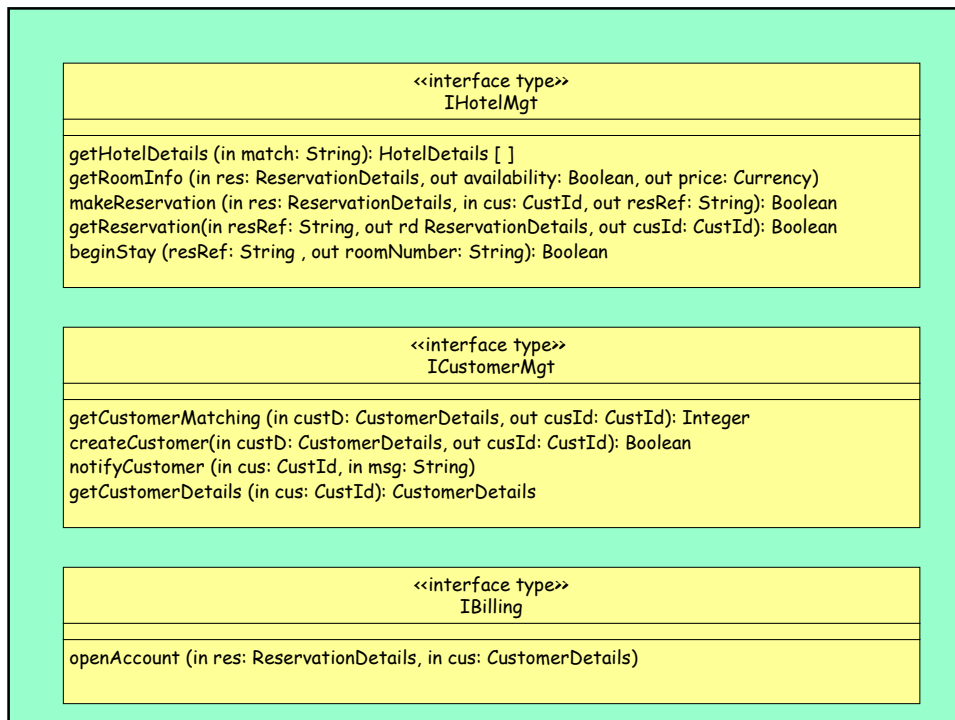 <<interface type>>
IHotelMgt
getHotelDetails (in match: String): HotelDetails [ ]
getRoomInfo (in res: ReservationDetails, out availability: Boolean, out price: Currency)
makeReservation (in res: ReservationDetails, in cus: CustId, out resRef: String): Boolean
getReservation(in resRef: String, out rd ReservationDetails, out cusId: CustId): Boolean
beginStay (resRef: String , out roomNumber: String): Boolean
<<interface type>>
ICustomerMgt
getCustomerMatching (in custD: CustomerDetails, out cusId: CustId): Integer
createCustomer(in custD: CustomerDetails, out cusId: CustId): Boolean
notifyCustomer (in cus: CustId, in msg: String)
getCustomerDetails (in cus: CustId): CustomerDetails
<<interface type>>
IBilling
openAccount (in res: ReservationDetails, in cus: CustomerDetails)